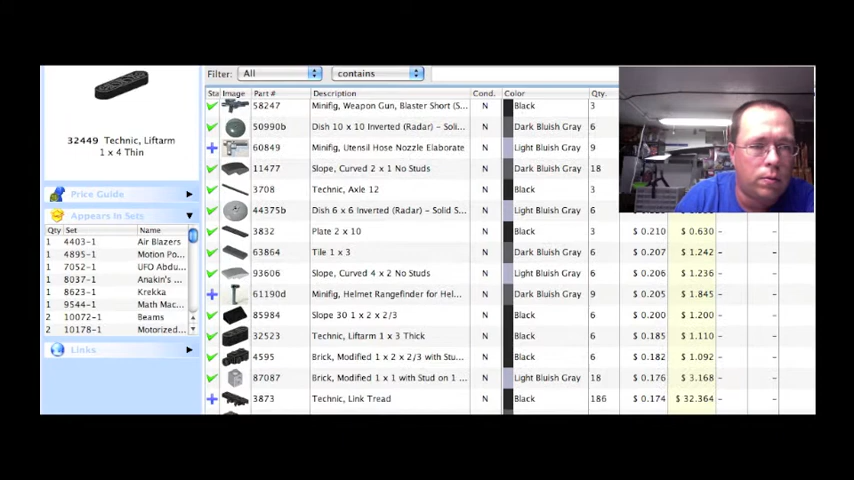 Filter: All contains
Sta Image Part # Description Cond. Color Qty.
58247 Minifig, Weapon Gun, Blaster Short (S... N Black 3
50990b Dish 10 x 10 Inverted (Radar) – Soli... N Dark Bluish Gray 6
60849 Minifig, Utensil Hose Nozzle Elaborate N Light Bluish Gray 9
11477 Slope, Curved 2 x 1 No Studs N Dark Bluish Gray 18
3708 Technic, Axle 12 N Black 3
44375b Dish 6 x 6 Inverted (Radar) – Solid S... N Light Bluish Gray 6
3832 Plate 2 x 10 N Black 3 $ 0.210 $ 0.630 – –
63864 Tile 1 x 3 N Dark Bluish Gray 6 $ 0.207 $ 1.242 – –
93606 Slope, Curved 4 x 2 No Studs N Light Bluish Gray 6 $ 0.206 $ 1.236 – –
61190d Minifig, Helmet Rangefinder for Hel... N Dark Bluish Gray 9 $ 0.205 $ 1.845 – –
85984 Slope 30 1 x 2 x 2/3 N Black 6 $ 0.200 $ 1.200 – –
32523 Technic, Liftarm 1 x 3 Thick N Black 6 $ 0.185 $ 1.110 – –
4595 Brick, Modified 1 x 2 x 2/3 with Stu... N Black 6 $ 0.182 $ 1.092 – –
87087 Brick, Modified 1 x 1 with Stud on 1 ... N Light Bluish Gray 18 $ 0.176 $ 3.168 – –
3873 Technic, Link Tread N Black 186 $ 0.174 $ 32.364 – –
32449 Technic, Liftarm
1 x 4 Thin
Price Guide
Appears In Sets
Qty Set Name
1 4403-1 Air Blazers
1 4895-1 Motion Po...
1 7052-1 UFO Abdu...
1 8037-1 Anakin's ...
1 8623-1 Krekka
1 9544-1 Math Mac...
2 10072-1 Beams
2 10178-1 Motorized...
Links